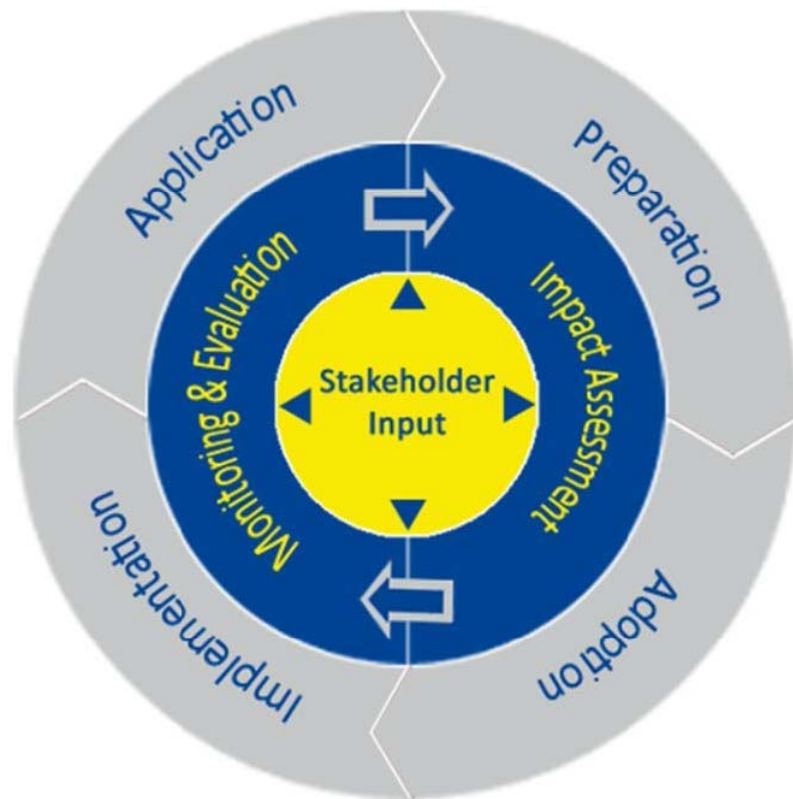 Application
Preparation
Monitoring & Evaluation
Impact Assessment
Stakeholder
Input
Implementation
Adoption